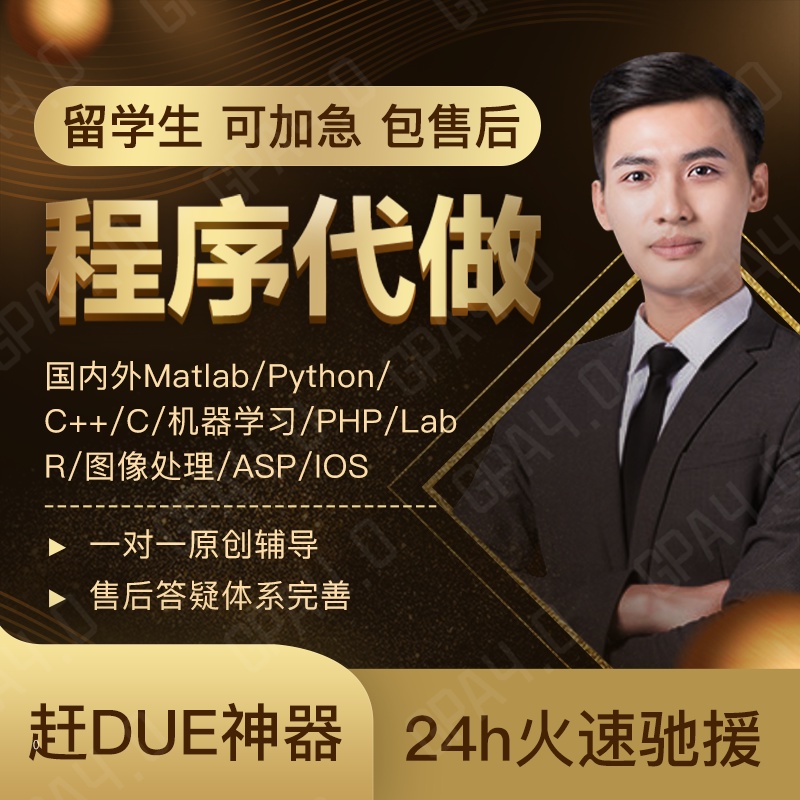 留学生 可加急 包售后
程序代做
国内外Matlab/Python/
C++/C/机器学习/PHP/Lab
R/图像处理/ASP/IOS
▶ 一对一原创辅导
▶ 售后答疑体系完善
赶DUE神器
24h火速驰援
GPA4.0